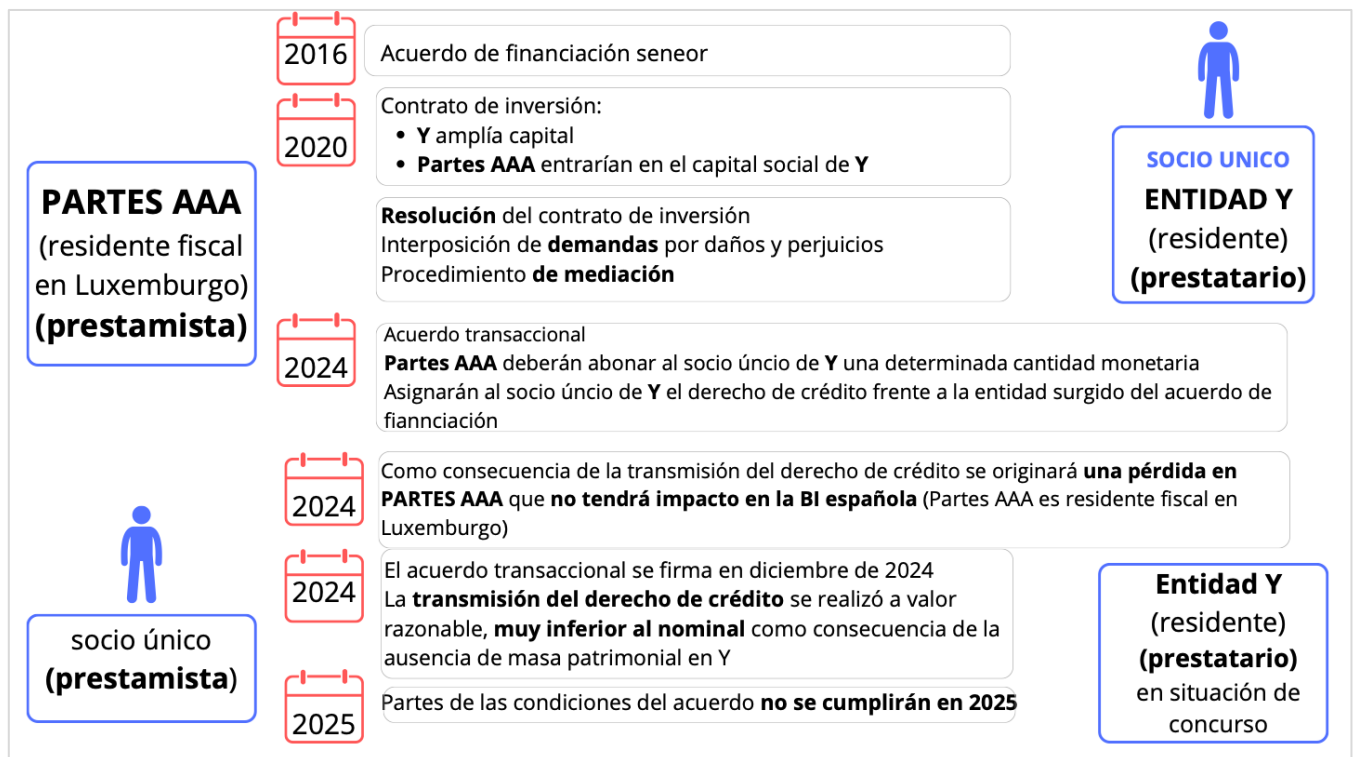 2016
Acuerdo de financiación seneor
2020
Contrato de inversión:
• Y amplía capital
• Partes AAA entrarían en el capital social de Y
SOCIO UNICO
ENTIDAD Y
(residente)
(prestatario)
PARTES AAA
(residente fiscal
en Luxemburgo)
(prestamista)
Resolución del contrato de inversión
Interposición de demandas por daños y perjuicios
Procedimiento de mediación
2024
Acuerdo transaccional
Partes AAA deberán abonar al socio úncio de Y una determinada cantidad monetaria
Asignarán al socio úncio de Y el derecho de crédito frente a la entidad surgido del acuerdo de
fiannciación
2024
Como consecuencia de la transmisión del derecho de crédito se originará una pérdida en
PARTES AAA que no tendrá impacto en la BI española (Partes AAA es residente fiscal en
Luxemburgo)
2024
El acuerdo transaccional se firma en diciembre de 2024
La transmisión del derecho de crédito se realizó a valor
razonable, muy inferior al nominal como consecuencia de la
ausencia de masa patrimonial en Y
socio único
(prestamista)
Entidad Y
(residente)
(prestatario)
en situación de
concurso
2025
Partes de las condiciones del acuerdo no se cumplirán en 2025